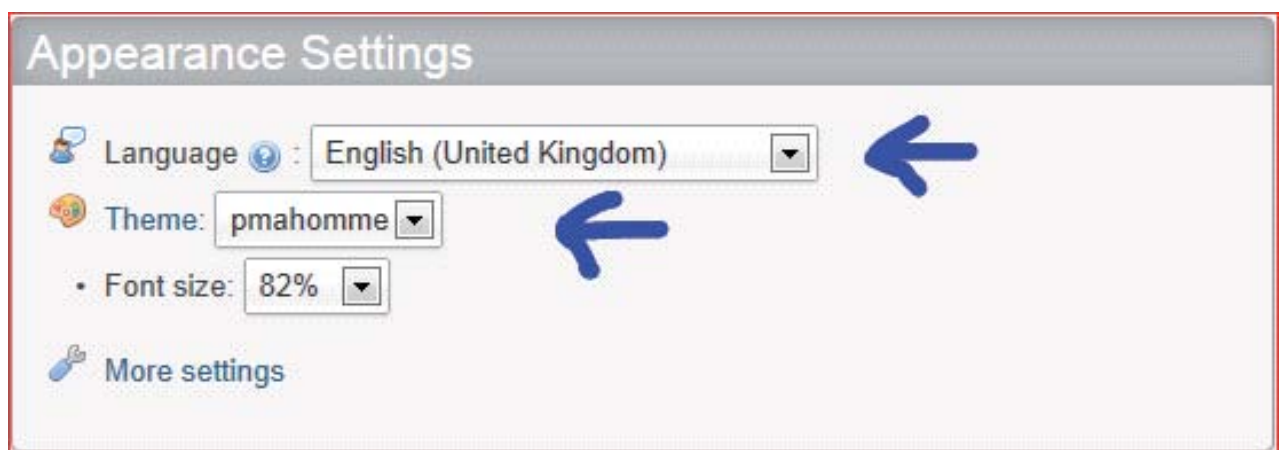 Appearance Settings
Language : English (United Kingdom)
Theme: pmahomme
• Font size: 82%
More settings